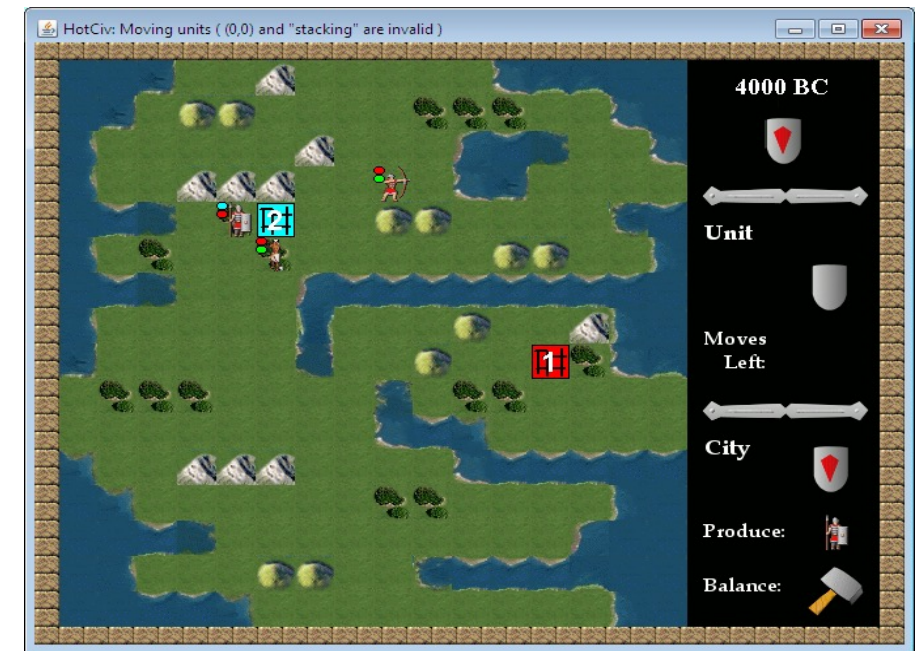 HotCiv: Moving units ( (0,0) and "stacking" are invalid )
4000 BC
Unit
2
Moves
Left:
1
City
Produce:
Balance: